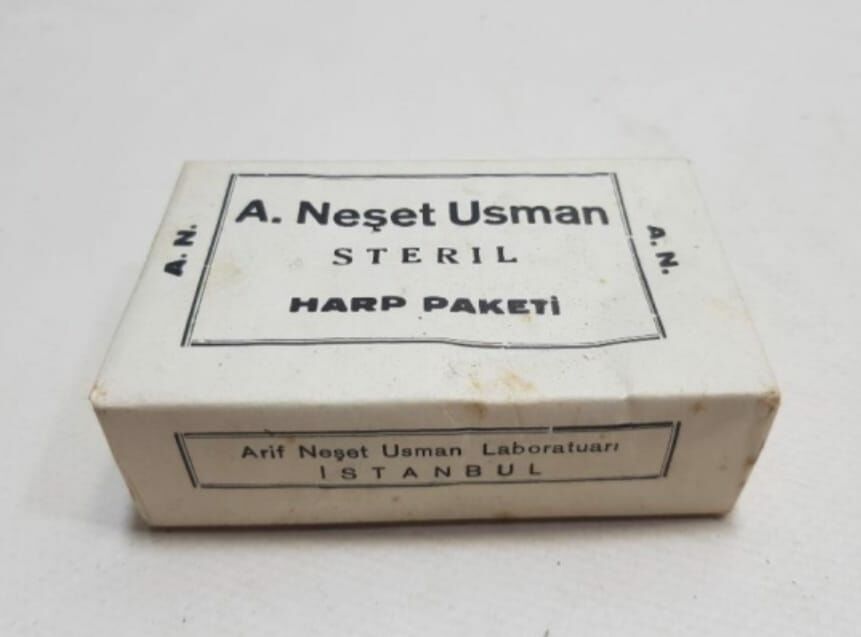 A. Neşet Usman
STERIL
HARP PAKETİ
A. N.
A. N.
Arif Neşet Usman Laboratuarı
İSTANBUL